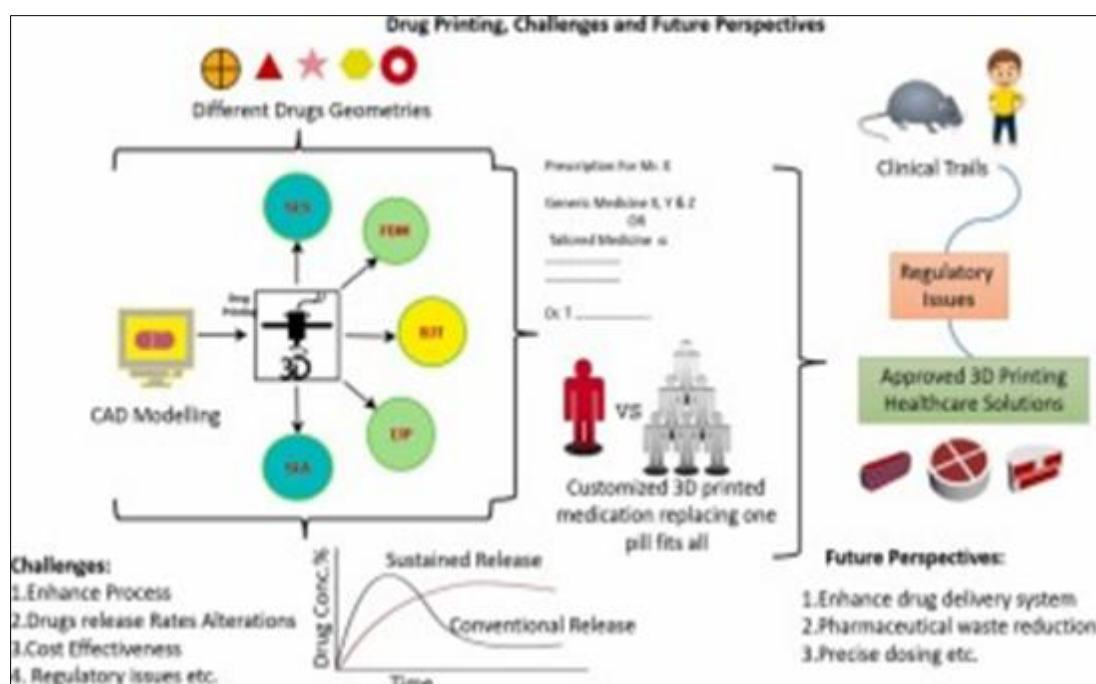 Drug Printing, Challenges and Future Perspectives
Different Drugs Geometries
SLS
FDM
BJT
EIP
SLA
Drug
Printing
3D
CAD Modelling
Prescription For Mr. X
Generic Medicine X, Y & Z
OR
Tailored Medicine α
Dr. T
VS
Customized 3D printed
medication replacing one
pill fits all
Clinical Trails
Regulatory
Issues
Approved 3D Printing
Healthcare Solutions
Challenges:
1.Enhance Process
2.Drugs release Rates Alterations
3.Cost Effectiveness
4. Regulatory issues etc.
Drug Conc.%
Sustained Release
Conventional Release
Time
Future Perspectives:
1.Enhance drug delivery system
2.Pharmaceutical waste reduction
3.Precise dosing etc.